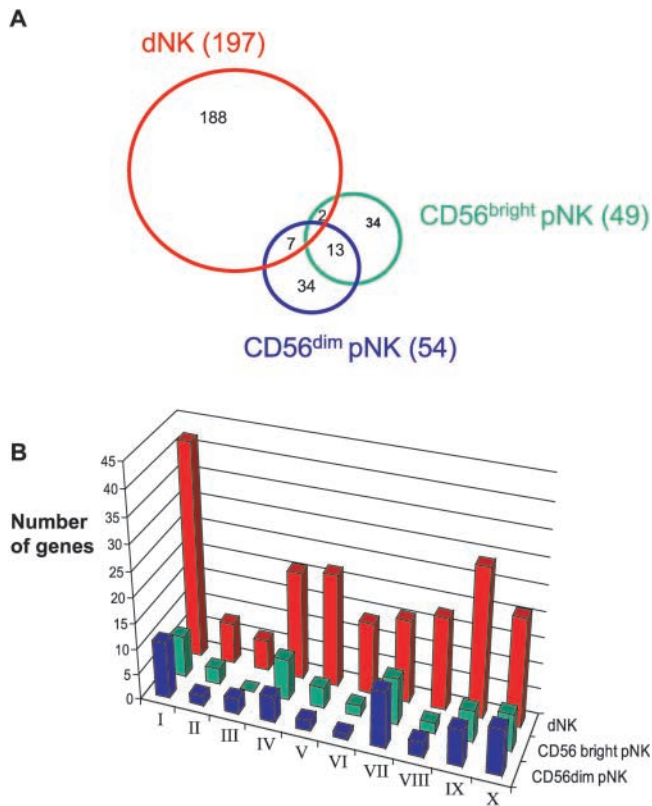 A
dNK (197)
188
2
34
CD56bright pNK (49)
7
13
34
CD56dim pNK (54)
B
45
40
35
30
25
20
15
10
5
0
Number
of genes
I
II
III
IV
V
VI
VII
VIII
IX
X
dNK
CD56 bright pNK
CD56dim pNK